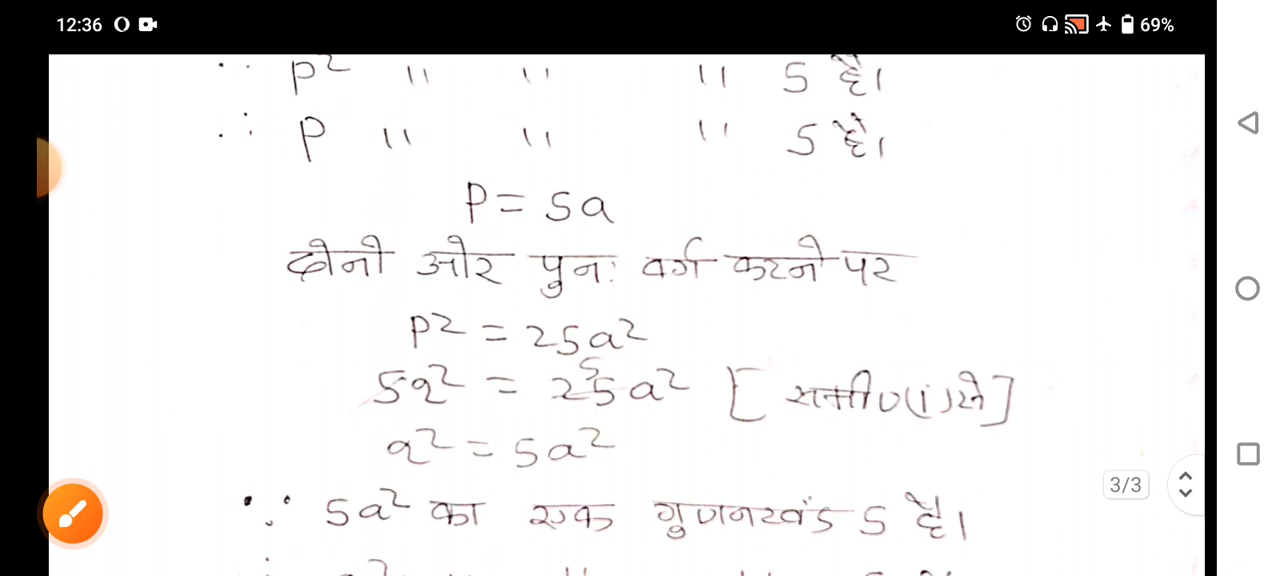 12:36 69%
∵ p² " " " 5 है।
∴ p " " " 5 है।
p = 5a
दोनो ओर पुनः वर्ग करने पर
p² = 25a²
5q² = 25a² 5 [समी०(i)से]
q² = 5a²
3/3
∵ 5a² का एक गुणनखंड 5 है।